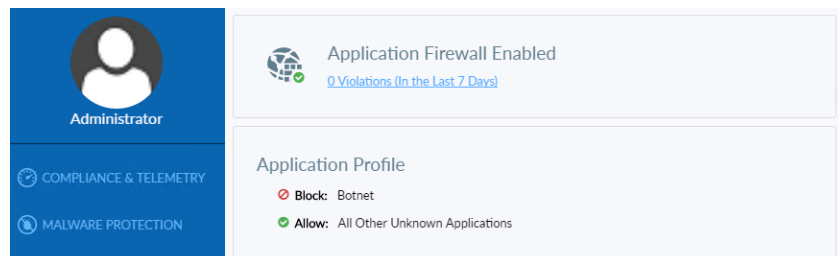 Administrator
COMPLIANCE & TELEMETRY
MALWARE PROTECTION
Application Firewall Enabled
0 Violations (In the Last 7 Days)
Application Profile
Block: Botnet
Allow: All Other Unknown Applications